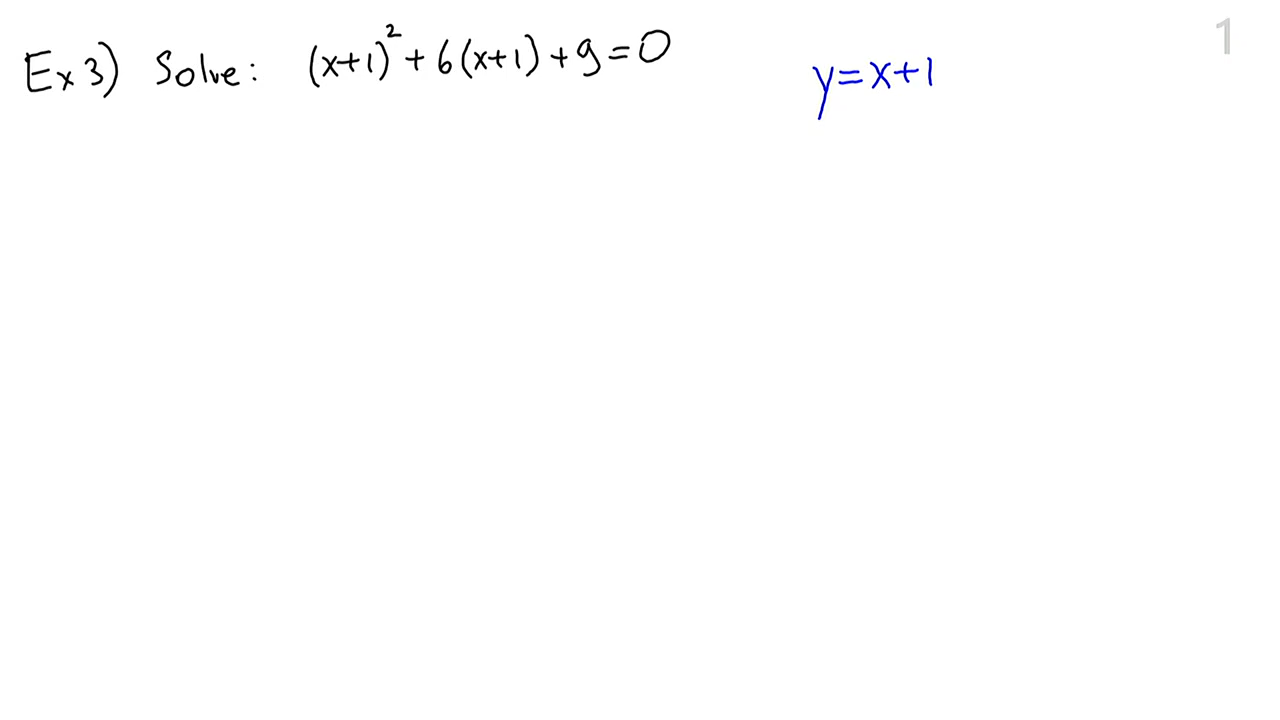 Ex 3) Solve: (x+1)² + 6(x+1) + 9 = 0
y = x+1
1